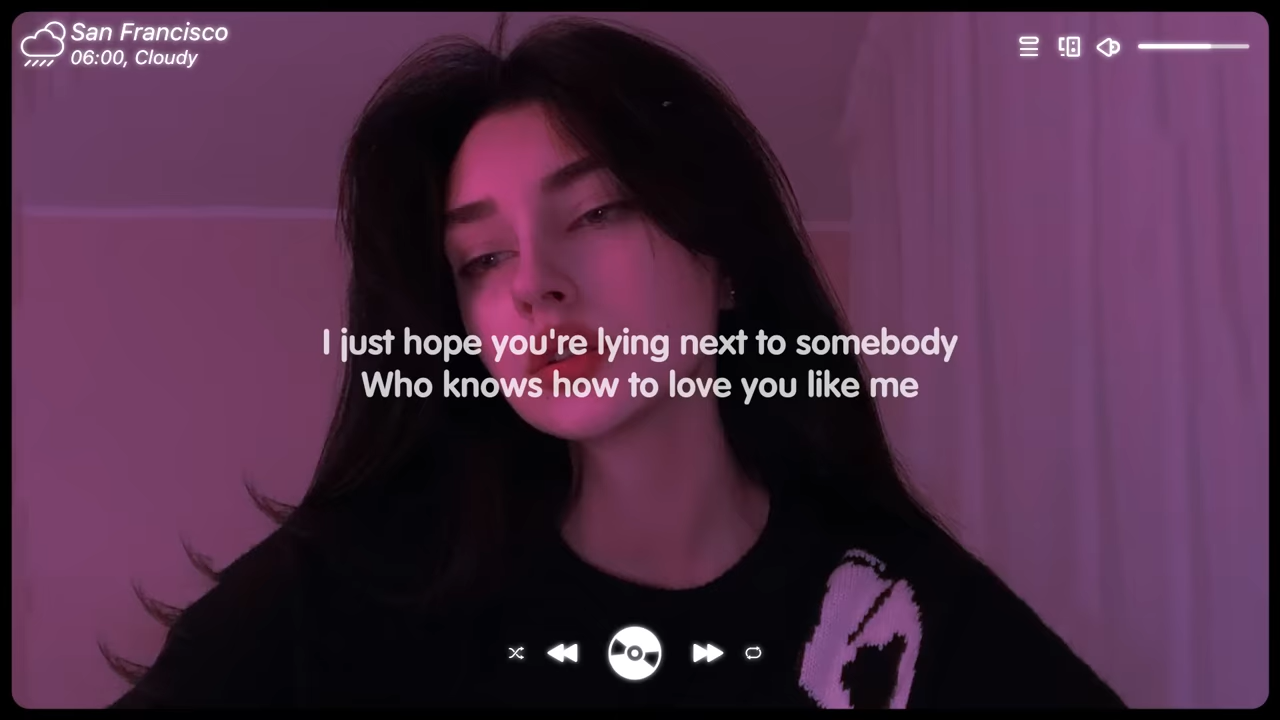 San Francisco
06:00, Cloudy
I just hope you're lying next to somebody
Who knows how to love you like me